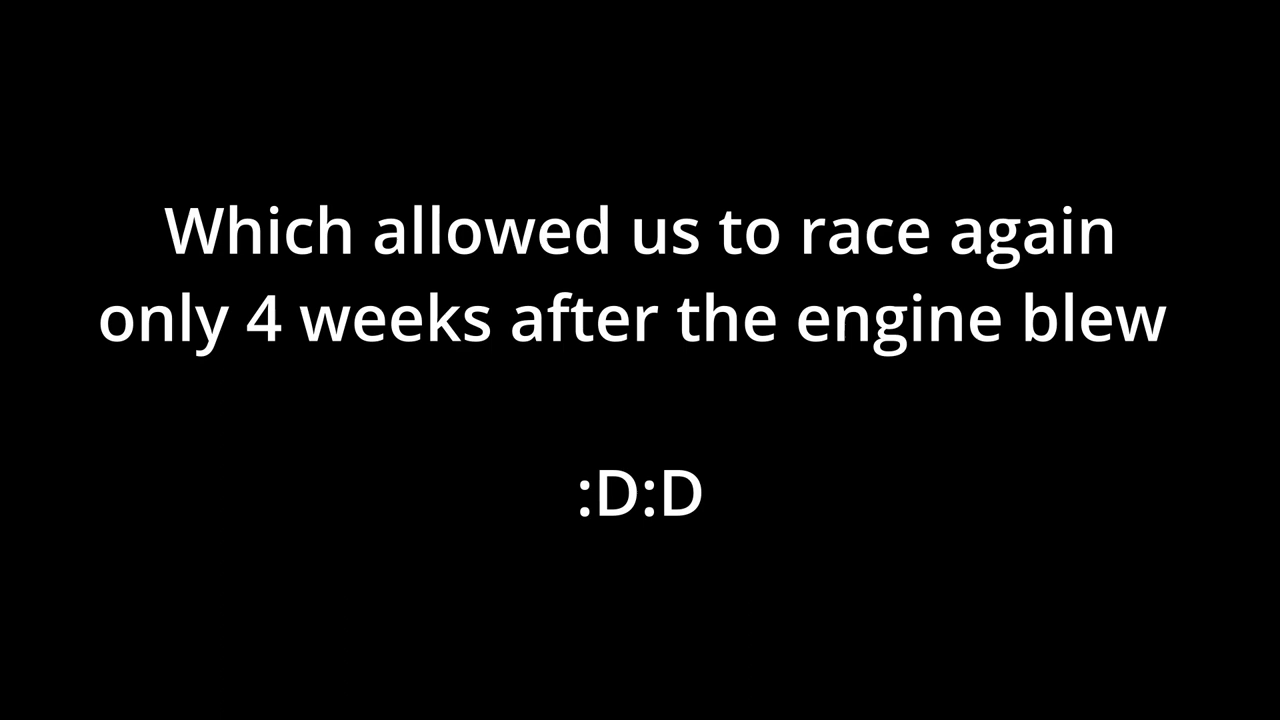 Which allowed us to race again
only 4 weeks after the engine blew
:D:D